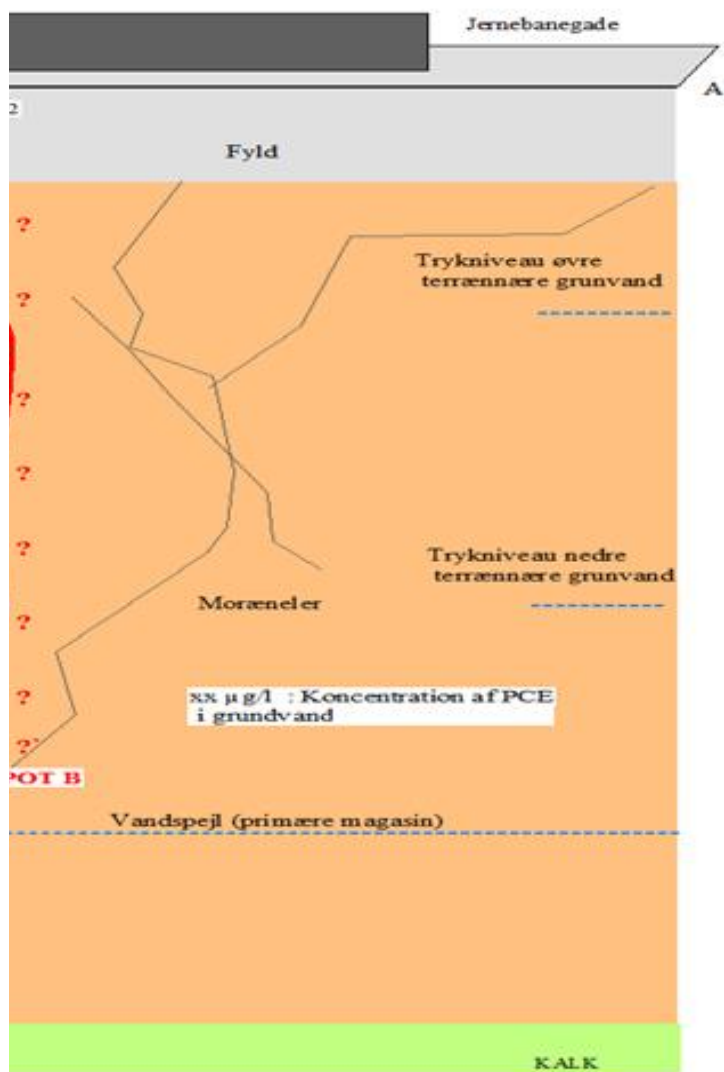 Jernebanegade
A
2
Fyld
?
Trykniveau øvre
terrænnære grunvand
?
?
?
?
Trykniveau nedre
terrænnære grunvand
Moræneler
?
?
xx µ g/l : Koncentration af PCE
i grundvand
?`
POT B
Vandspejl (primære magasin)
KALK